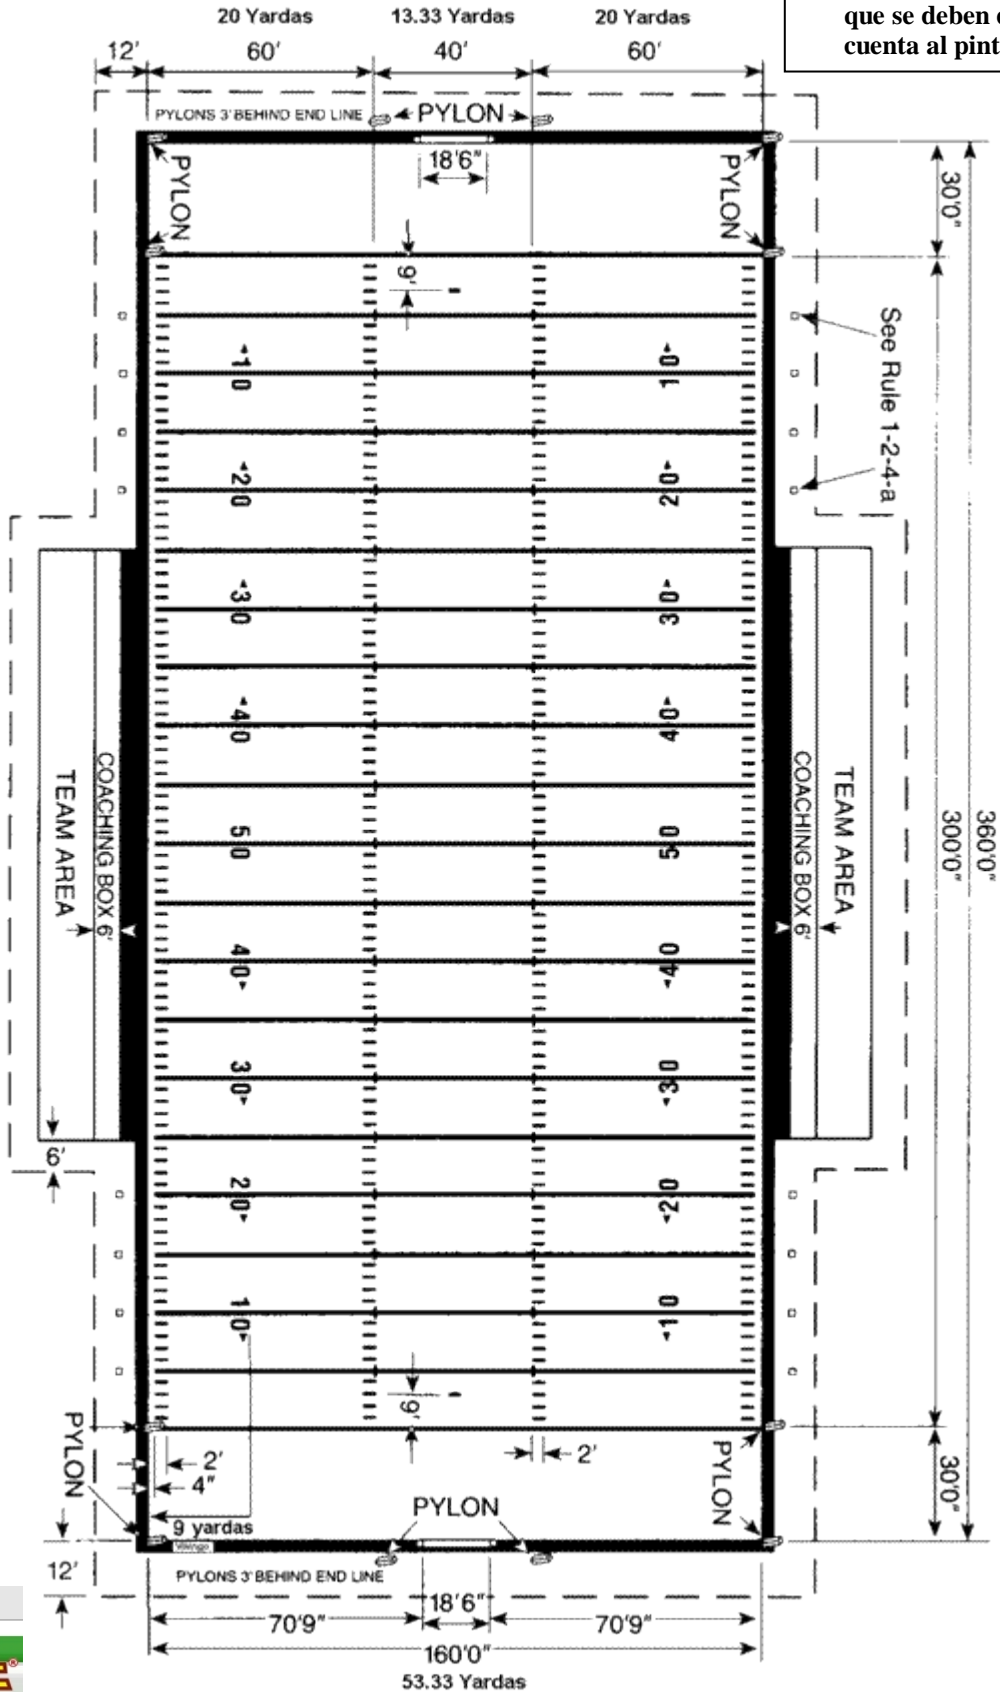 que se deben
cuenta al pint
20 Yardas 13.33 Yardas 20 Yardas
12' 60' 40' 60'
PYLONS 3' BEHIND END LINE PYLON
18'6"
PYLON PYLON
30'0"
9'
See Rule 1-2-4-a
10 10
20 20
30 30
40 40
50 50
40 40
30 30
20 20
10 10
TEAM AREA
COACHING BOX 6'
COACHING BOX 6'
TEAM AREA
300'0"
360'0"
6'
9'
PYLON
2' 2'
4"
PYLON
30'0"
9 yardas
PYLON
12'
PYLONS 3' BEHIND END LINE
18'6"
70'9" 70'9"
160'0"
53.33 Yardas